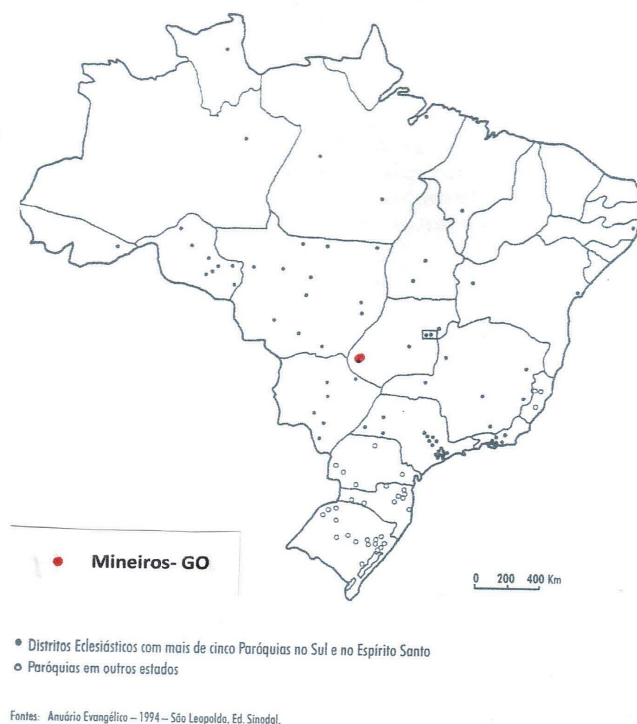 Mineiros- GO
0 200 400 Km
• Distritos Eclesiásticos com mais de cinco Paróquias no Sul e no Espírito Santo
o Paróquias em outros estados
Fontes: Anuário Evangélico – 1994 – São Leopoldo, Ed. Sinodal.